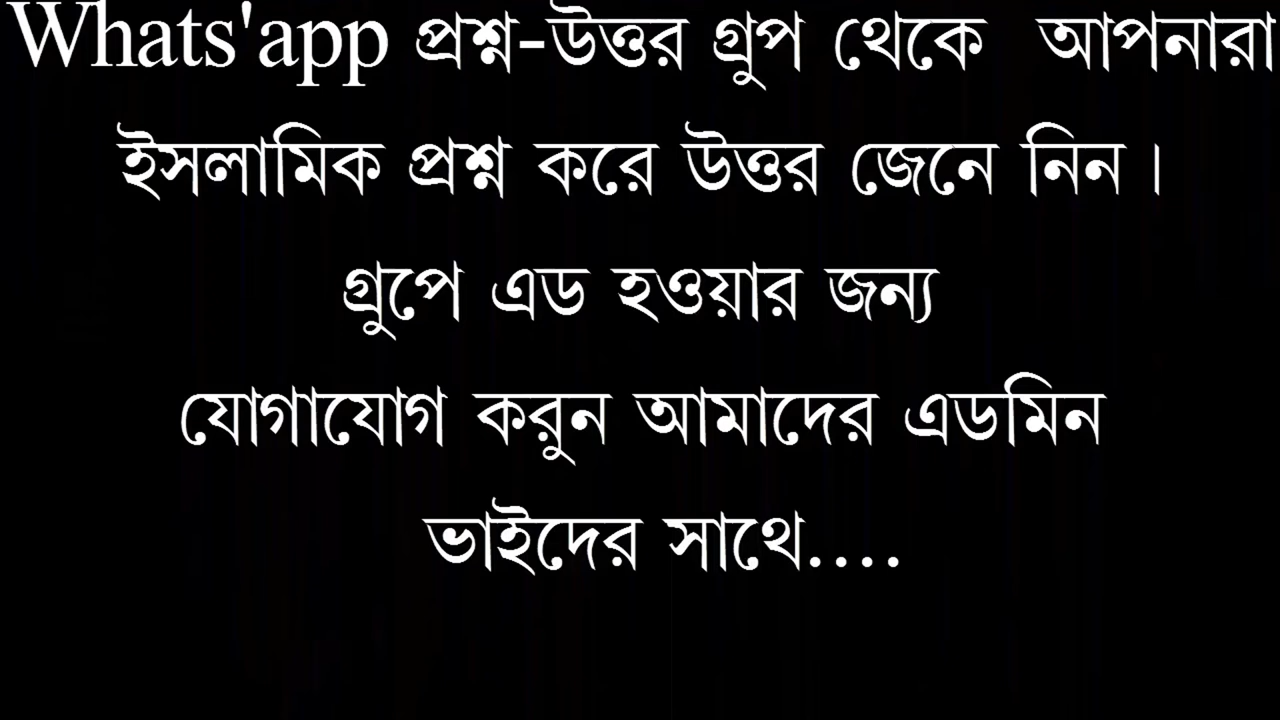 Whats'app প্রশ্ন-উত্তর গ্রুপ থেকে আপনারা
ইসলামিক প্রশ্ন করে উত্তর জেনে নিন।
গ্রুপে এড হওয়ার জন্য
যোগাযোগ করুন আমাদের এডমিন
ভাইদের সাথে....